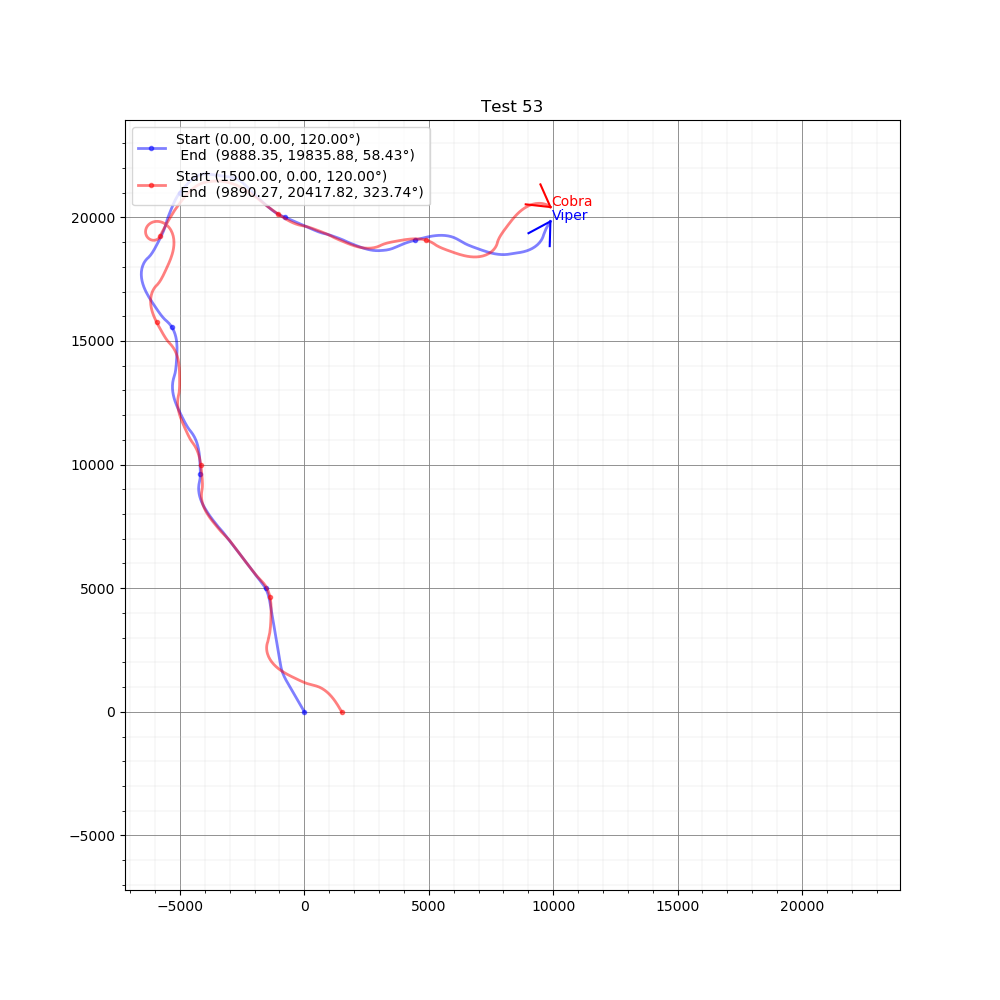 Test 53
Start (0.00, 0.00, 120.00°)
End (9888.35, 19835.88, 58.43°)
Start (1500.00, 0.00, 120.00°)
End (9890.27, 20417.82, 323.74°)
Cobra
Viper
20000
15000
10000
5000
0
−5000
−5000
0
5000
10000
15000
20000